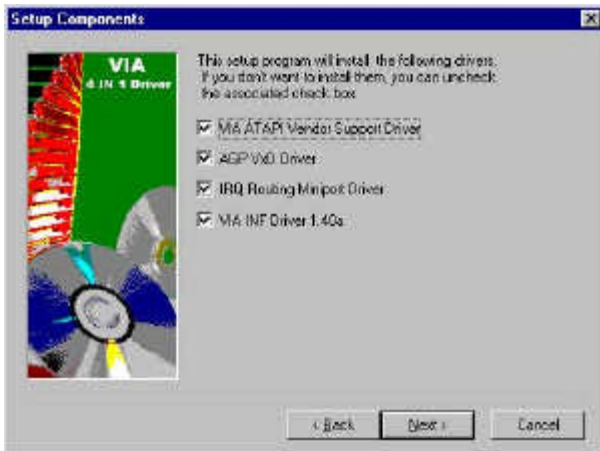 Setup Components
VIA
4 IN 1 Driver
This setup program will install the following drivers.
If you don't want to install them, you can uncheck
the associated check box.
VIA ATAPI Vendor Support Driver
AGP VxD Driver
IRQ Routing Miniport Driver
VIA INF Driver 1.40a
< Back
Next >
Cancel